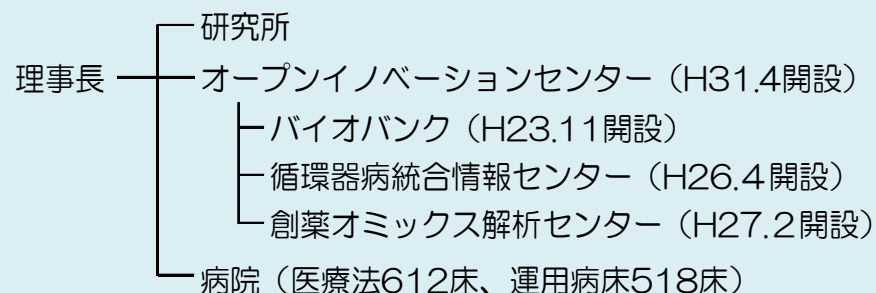 研究所
理事長
オープンイノベーションセンター（H31.4開設）
バイオバンク（H23.11開設）
循環器病統合情報センター（H26.4開設）
創薬オミックス解析センター（H27.2開設）
病院（医療法612床、運用病床518床）